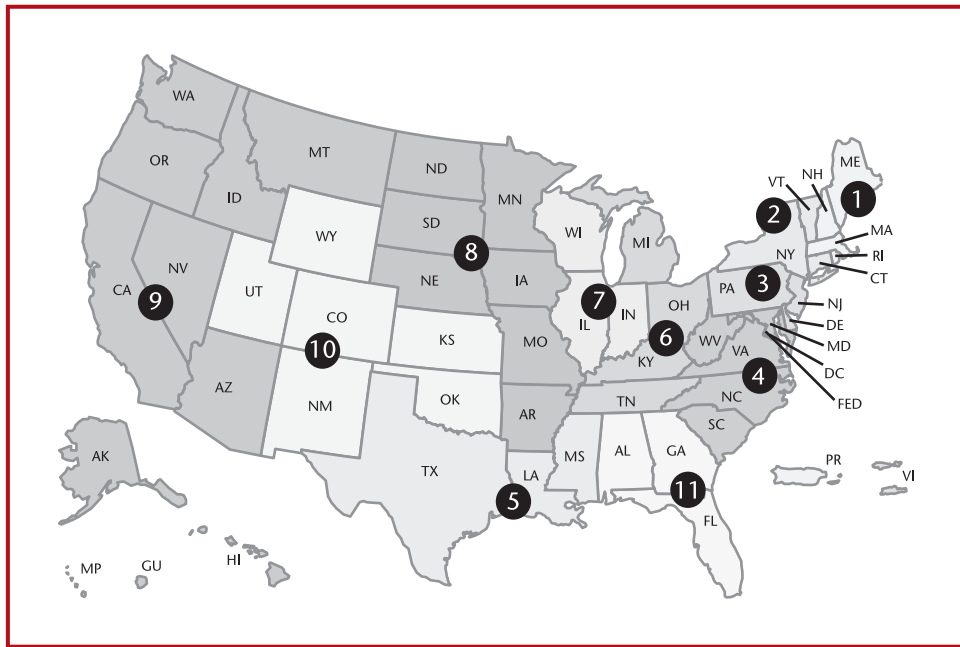 WA
MT
ND
MN
OR
ID
SD
WI
MI
VT
NH
ME
1
2
MA
NY
RI
CT
WY
8
NE
IA
PA
3
NJ
NV
CA
9
UT
CO
10
7
IL
IN
OH
6
WV
VA
DE
MD
DC
FED
KS
MO
KY
4
AZ
NM
OK
AR
TN
NC
SC
TX
LA
5
MS
AL
GA
11
FL
AK
HI
MP
GU
PR
VI